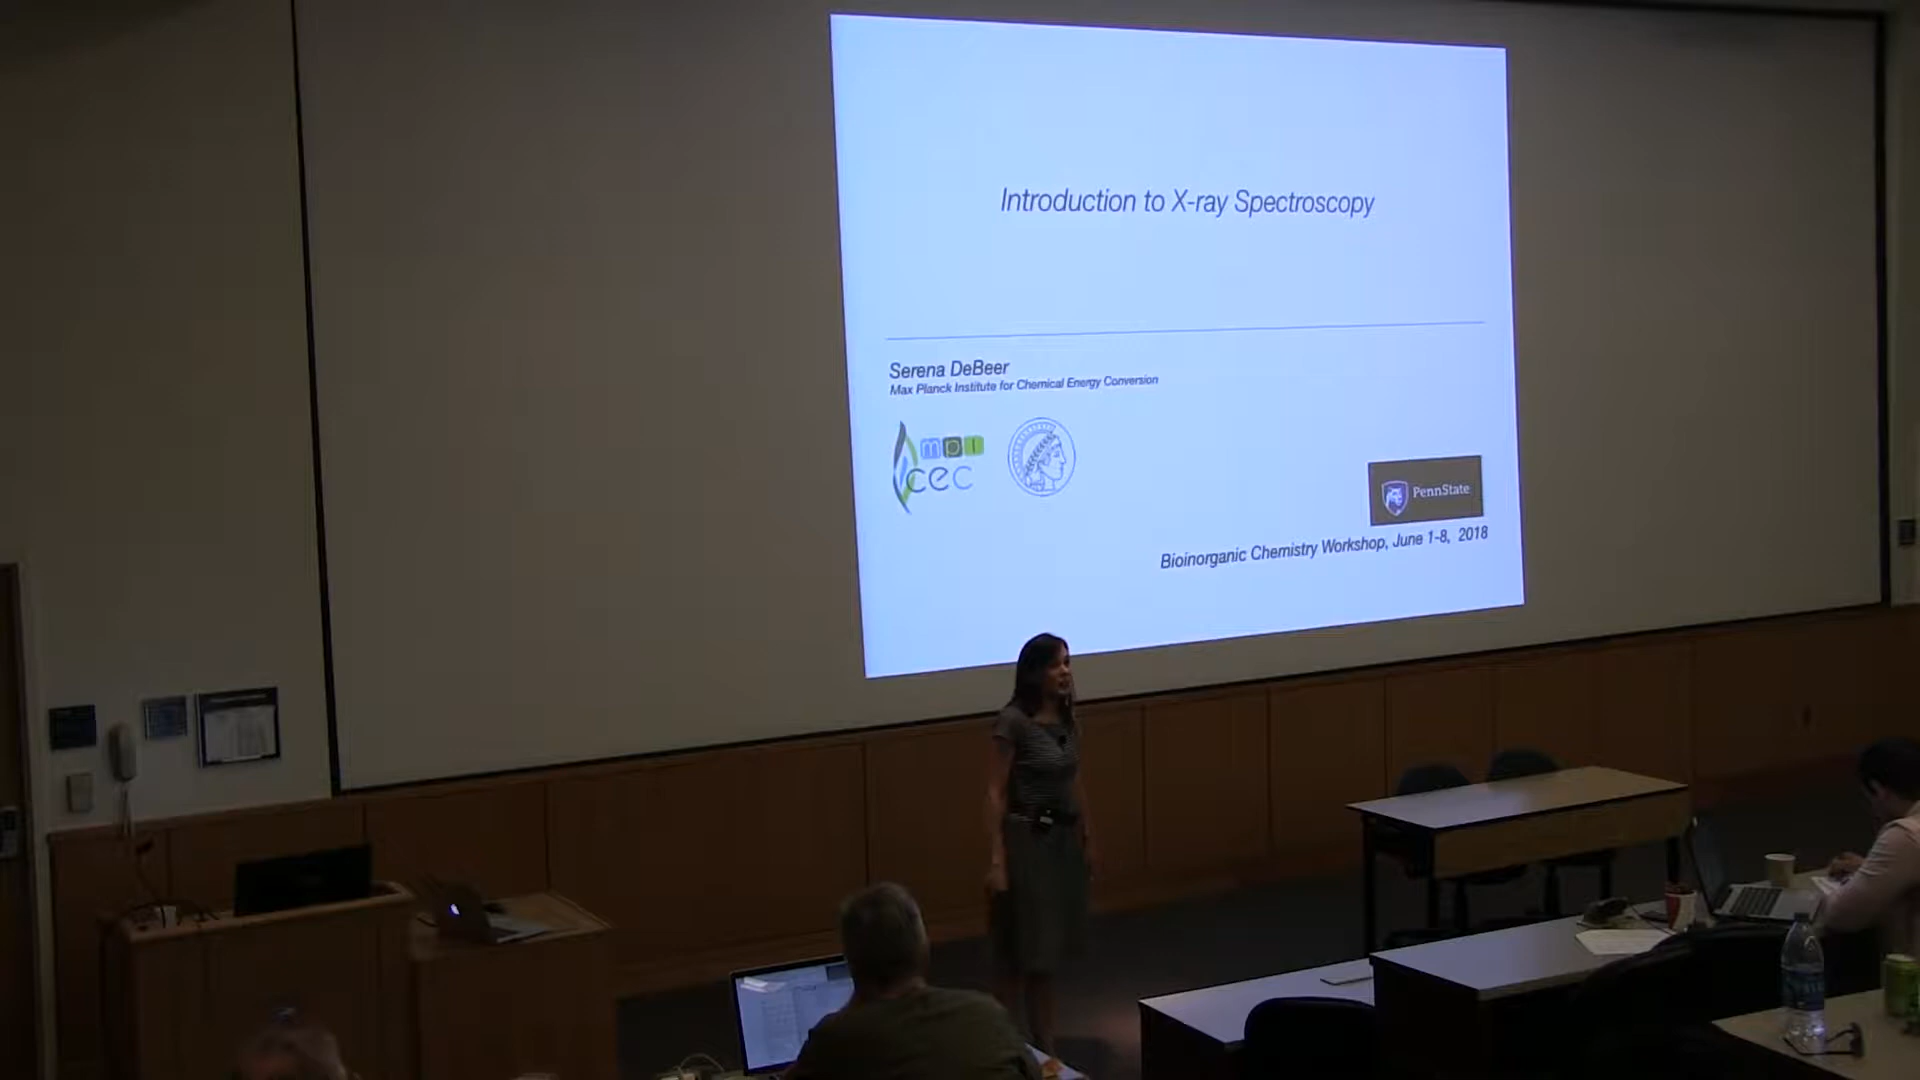 Introduction to X-ray Spectroscopy
Serena DeBeer
Max Planck Institute for Chemical Energy Conversion
mpi
cec
PennState
Bioinorganic Chemistry Workshop, June 1-8, 2018